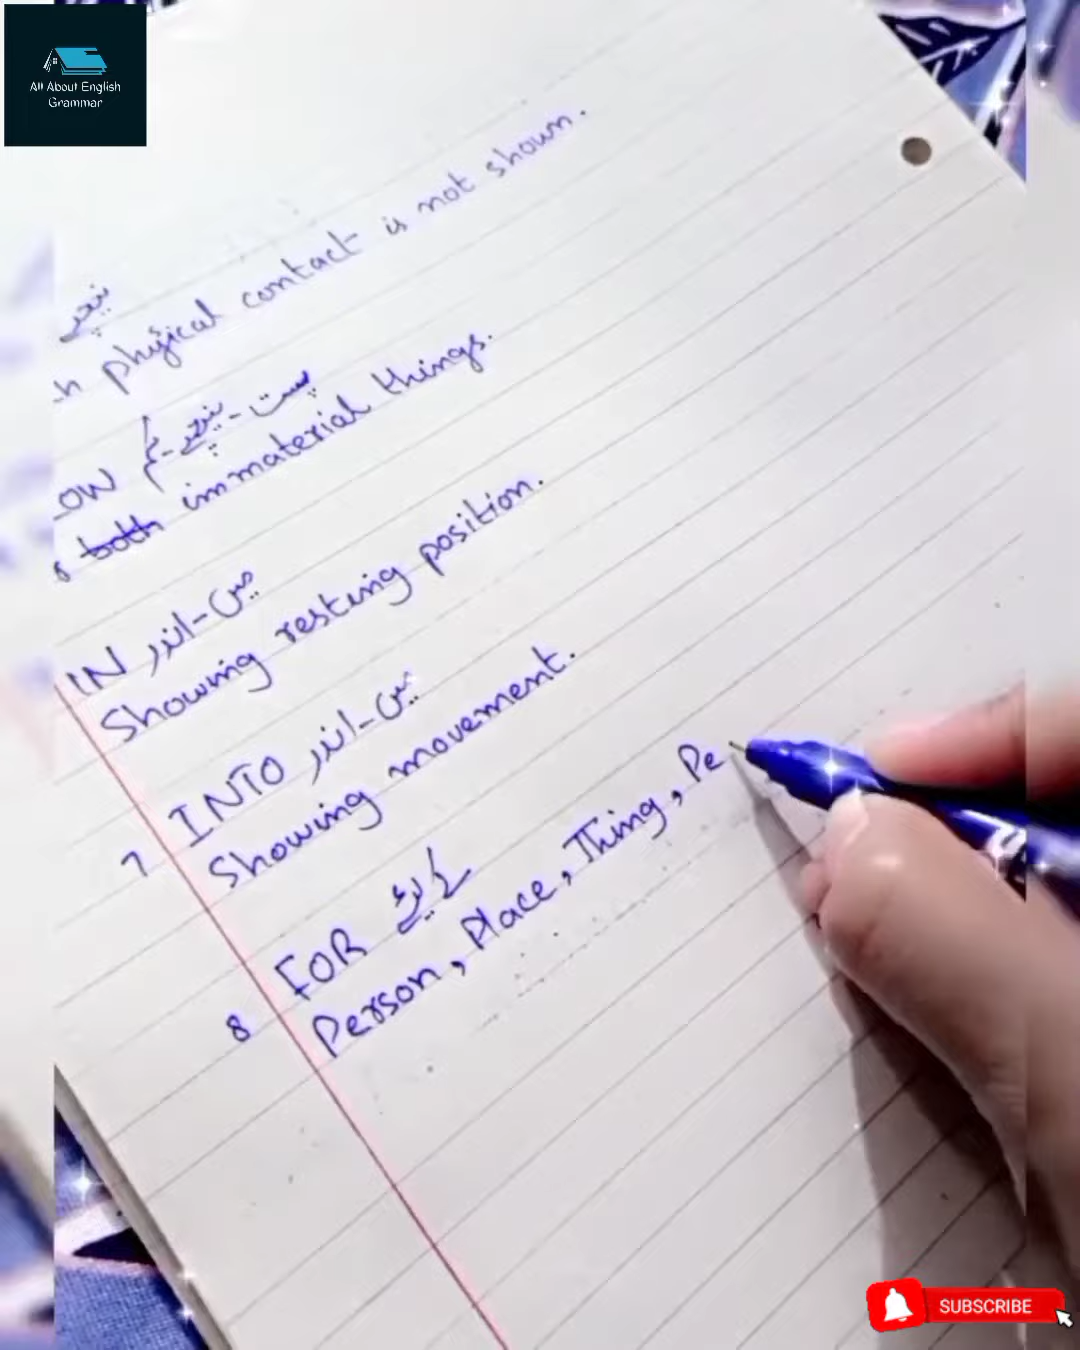 All About English
Grammar
نیچے
physical contact is not shown.
OW کم-نیچے-پست
both immaterial things.
IN میں-اندر
Showing resting position.
7 INTO میں-اندر
Showing movement.
8 FOR کے لیئے
Person, Place, Thing, Pe
SUBSCRIBE